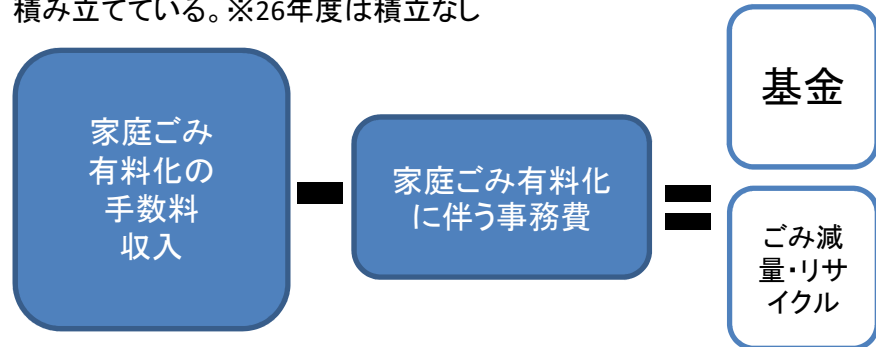 積み立てている。※26年度は積立なし
家庭ごみ
有料化の
手数料
収入
家庭ごみ有料化
に伴う事務費
基金
ごみ減
量・リサ
イクル